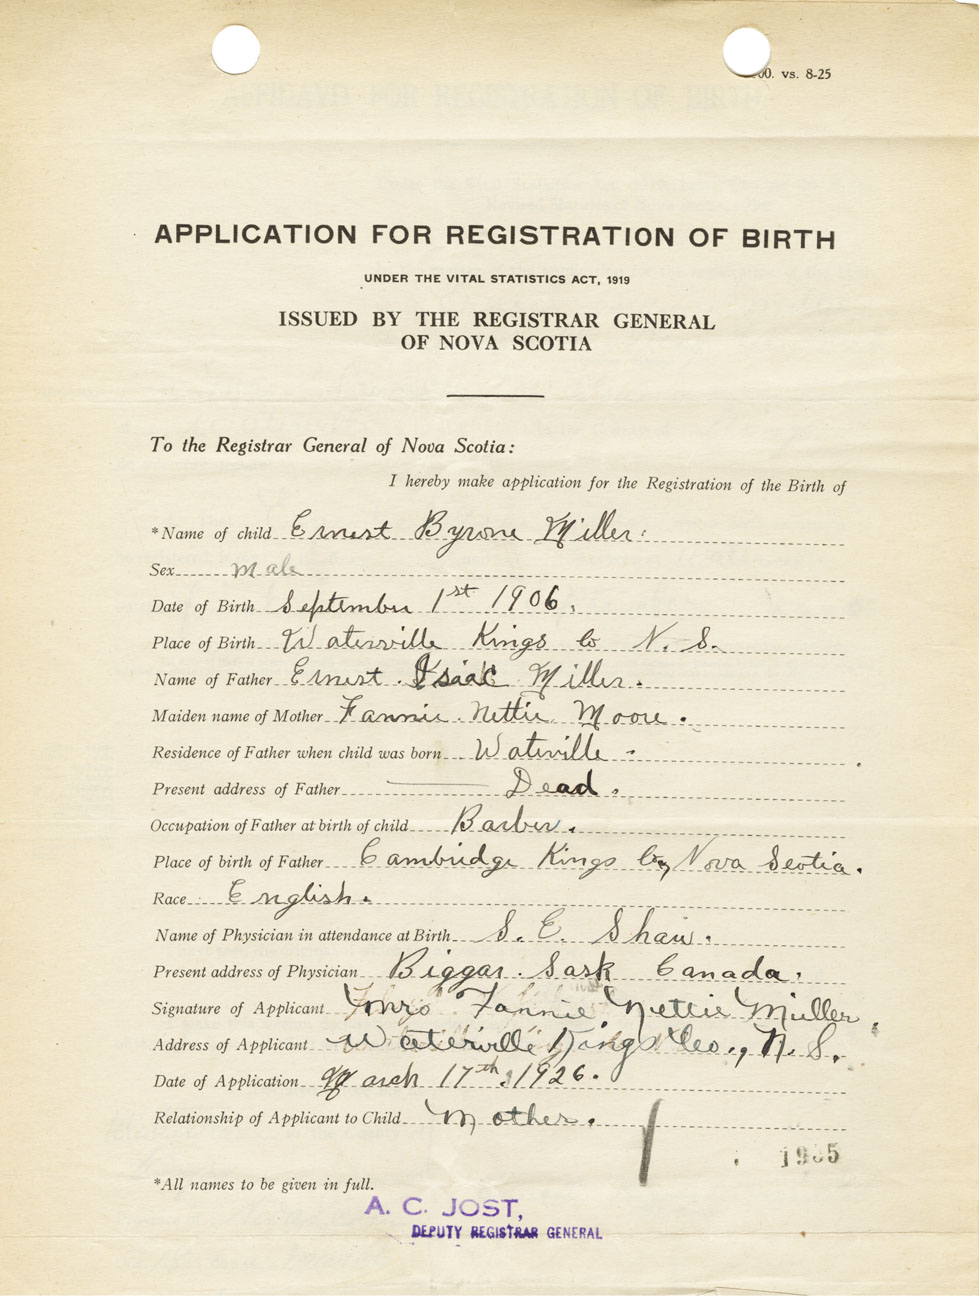 00. vs. 8-25
APPLICATION FOR REGISTRATION OF BIRTH
UNDER THE VITAL STATISTICS ACT, 1919
ISSUED BY THE REGISTRAR GENERAL
OF NOVA SCOTIA
To the Registrar General of Nova Scotia:
I hereby make application for the Registration of the Birth of
*Name of child Ernest Byrone Miller.
Sex male
Date of Birth September 1st 1906.
Place of Birth Waterville Kings Co N. S.
Name of Father Ernest Isaac Miller.
Maiden name of Mother Fannie Nettie Moore.
Residence of Father when child was born Waterville
Present address of Father Dead.
Occupation of Father at birth of child Barber.
Place of birth of Father Cambridge Kings Co, Nova Scotia.
Race English.
Name of Physician in attendance at Birth S. E. Shaw.
Present address of Physician Biggar. Sask Canada.
Signature of Applicant Mrs Fannie Nettie Miller
Address of Applicant Waterville Kings Co., N. S.
Date of Application March 17th, 1926.
Relationship of Applicant to Child Mother.
1935
*All names to be given in full.
A. C. JOST,
DEPUTY REGISTRAR GENERAL